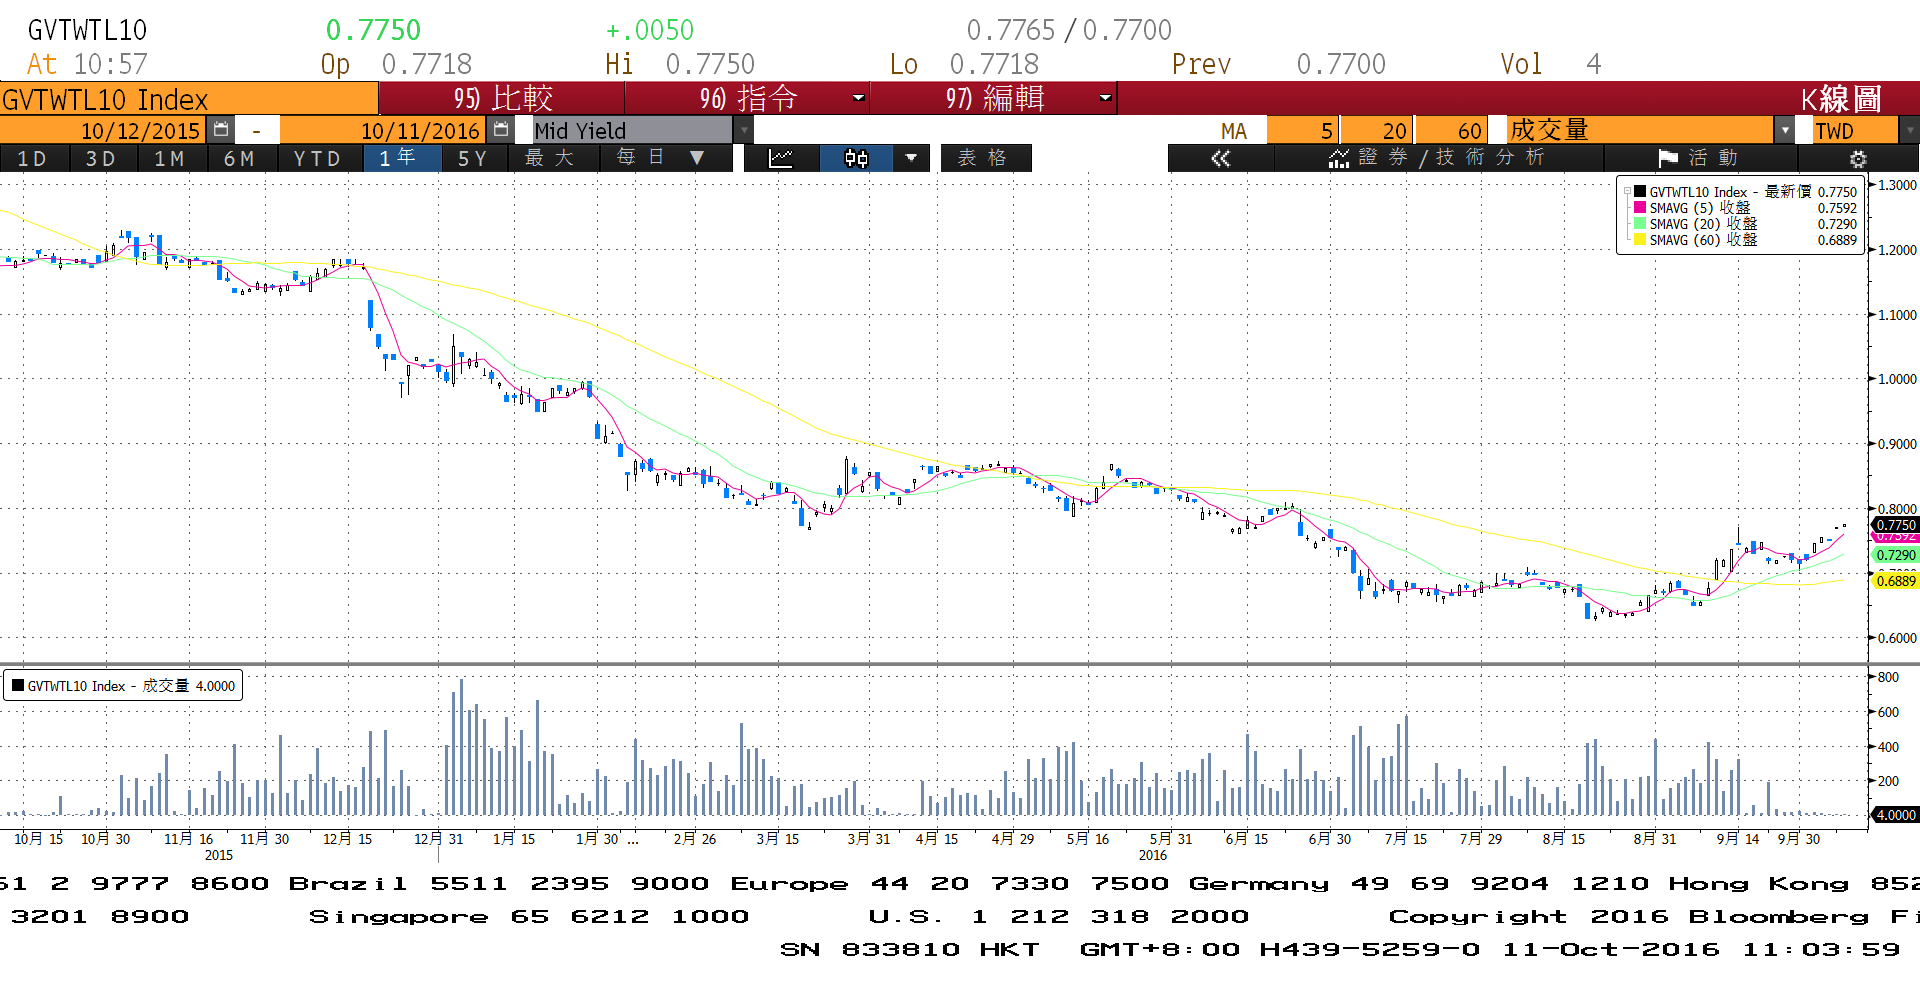 GVTWTL10 0.7750 +.0050 0.7765 / 0.7700
At 10:57 Op 0.7718 Hi 0.7750 Lo 0.7718 Prev 0.7700 Vol 4
GVTWTL10 Index 95) 比較 96) 指令 97) 編輯 K線圖
10/12/2015 - 10/11/2016 Mid Yield MA 5 20 60 成交量 TWD
1D 3D 1M 6M YTD 1年 5Y 最大 每日 表格 證券/技術分析 活動
GVTWTL10 Index - 最新價 0.7750
SMAVG (5) 收盤 0.7592
SMAVG (20) 收盤 0.7290
SMAVG (60) 收盤 0.6889
1.3000
1.2000
1.1000
1.0000
0.9000
0.8000
0.7750
0.7592
0.7290
0.7000
0.6889
0.6000
GVTWTL10 Index - 成交量 4.0000
800
600
400
200
4.0000
10月 15 10月 30 11月 16 11月 30 12月 15 12月 31 1月 15 1月 30 ... 2月 26 3月 15 3月 31 4月 15 4月 29 5月 16 5月 31 6月 15 6月 30 7月 15 7月 29 8月 15 8月 31 9月 14 9月 30
2015 2016
61 2 9777 8600 Brazil 5511 2395 9000 Europe 44 20 7330 7500 Germany 49 69 9204 1210 Hong Kong 852
3201 8900 Singapore 65 6212 1000 U.S. 1 212 318 2000 Copyright 2016 Bloomberg Fi
SN 833810 HKT GMT+8:00 H439-5259-0 11-Oct-2016 11:03:59